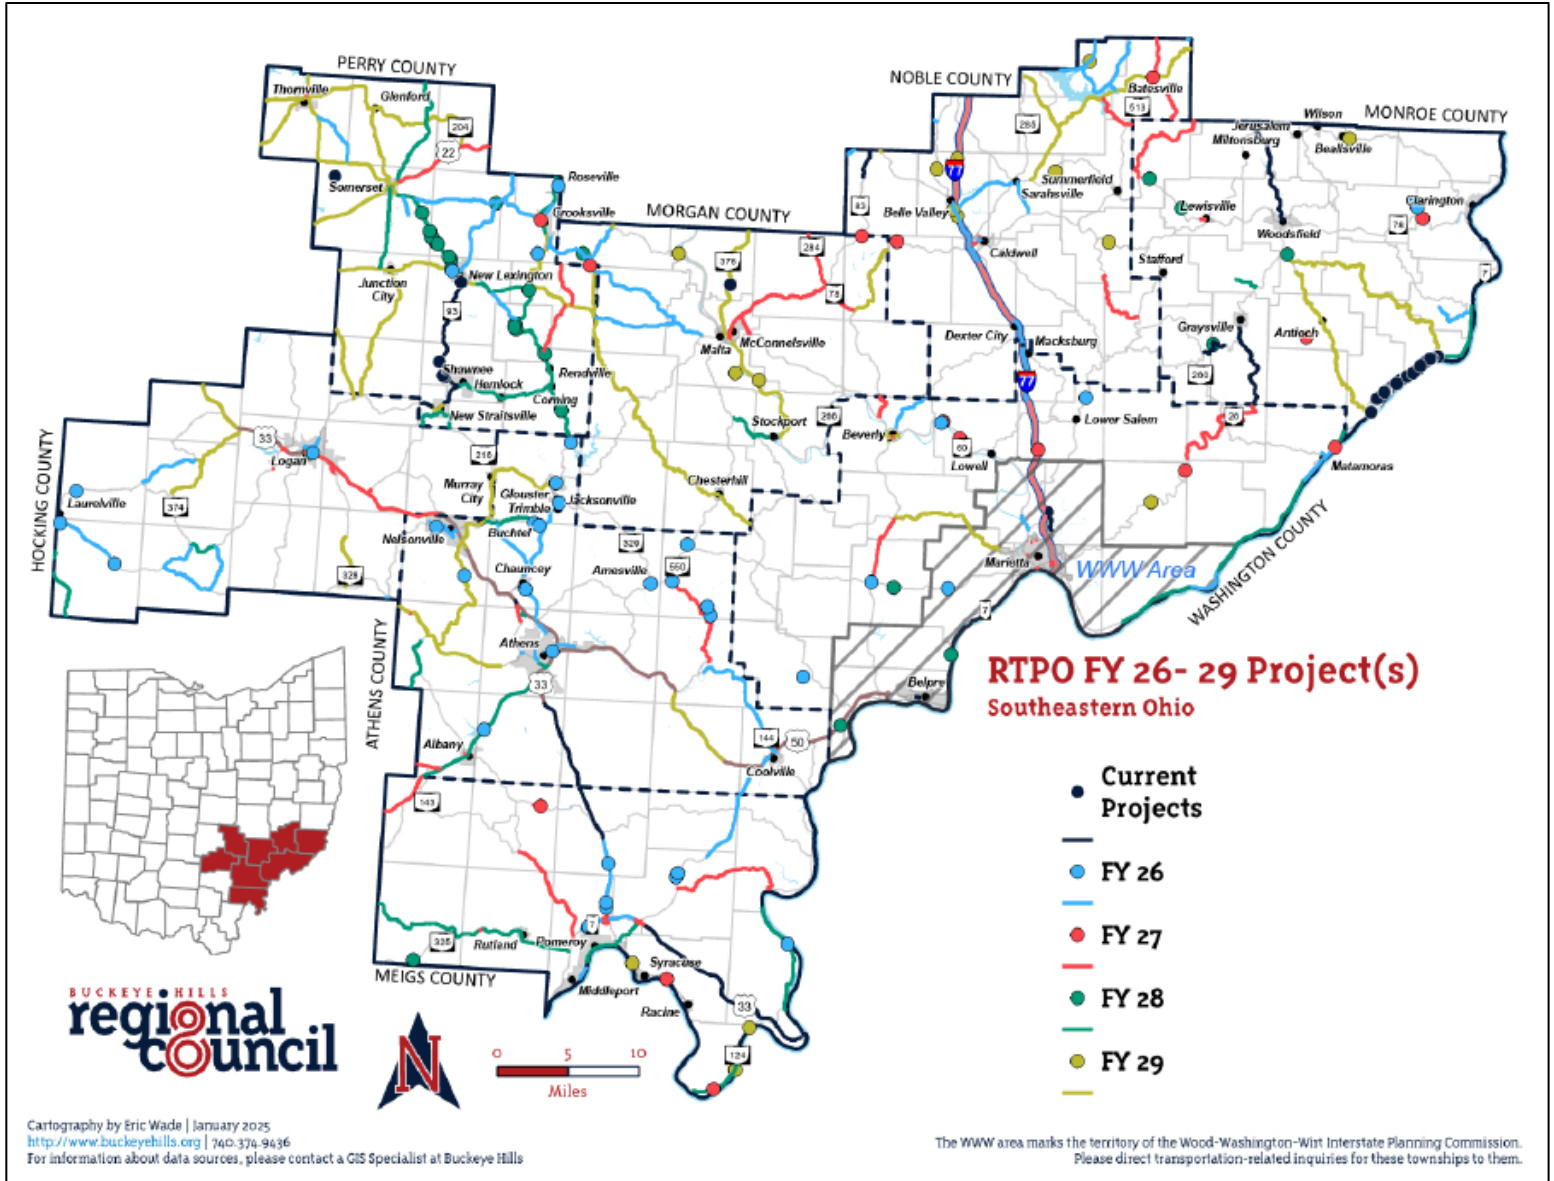 PERRY COUNTY
NOBLE COUNTY
MONROE COUNTY
Thornville
Glenford
204
22
Somerset
Roseville
Crooksville
MORGAN COUNTY
Batesville
513
285
Wilson
Jerusalem
Miltonsburg
Beallsville
77
Summerfield
Sarahsville
83
Belle Valley
Lewisville
Clarington
78
Woodsfield
Caldwell
Stafford
7
284
376
78
Junction
City
New Lexington
93
Malta
McConnelsville
Dexter City
Macksburg
77
Graysville
Antioch
260
Shawnee
Hemlock
Rendville
Corning
New Straitsville
Stockport
266
Beverly
60
Lowell
Lower Salem
26
Matamoras
HOCKING COUNTY
33
Logan
216
Murray
City
Glouster
Trimble
Jacksonville
Chesterhill
Laurelville
374
Nelsonville
Buchtel
329
550
Amesville
Chauncey
328
Marietta
WWW Area
WASHINGTON COUNTY
7
ATHENS COUNTY
Athens
33
Belpre
RTPO FY 26- 29 Project(s)
Southeastern Ohio
Albany
144
50
Coolville
143
Current
Projects
FY 26
FY 27
FY 28
FY 29
7
325
Rutland
Pomeroy
MEIGS COUNTY
Middleport
Syracuse
Racine
33
124
BUCKEYE HILLS
regional
council
N
0 5 10
Miles
Cartography by Eric Wade | January 2025
http://www.buckeyehills.org | 740.374.9436
For information about data sources, please contact a GIS Specialist at Buckeye Hills
The WWW area marks the territory of the Wood-Washington-Wirt Interstate Planning Commission.
Please direct transportation-related inquiries for these townships to them.